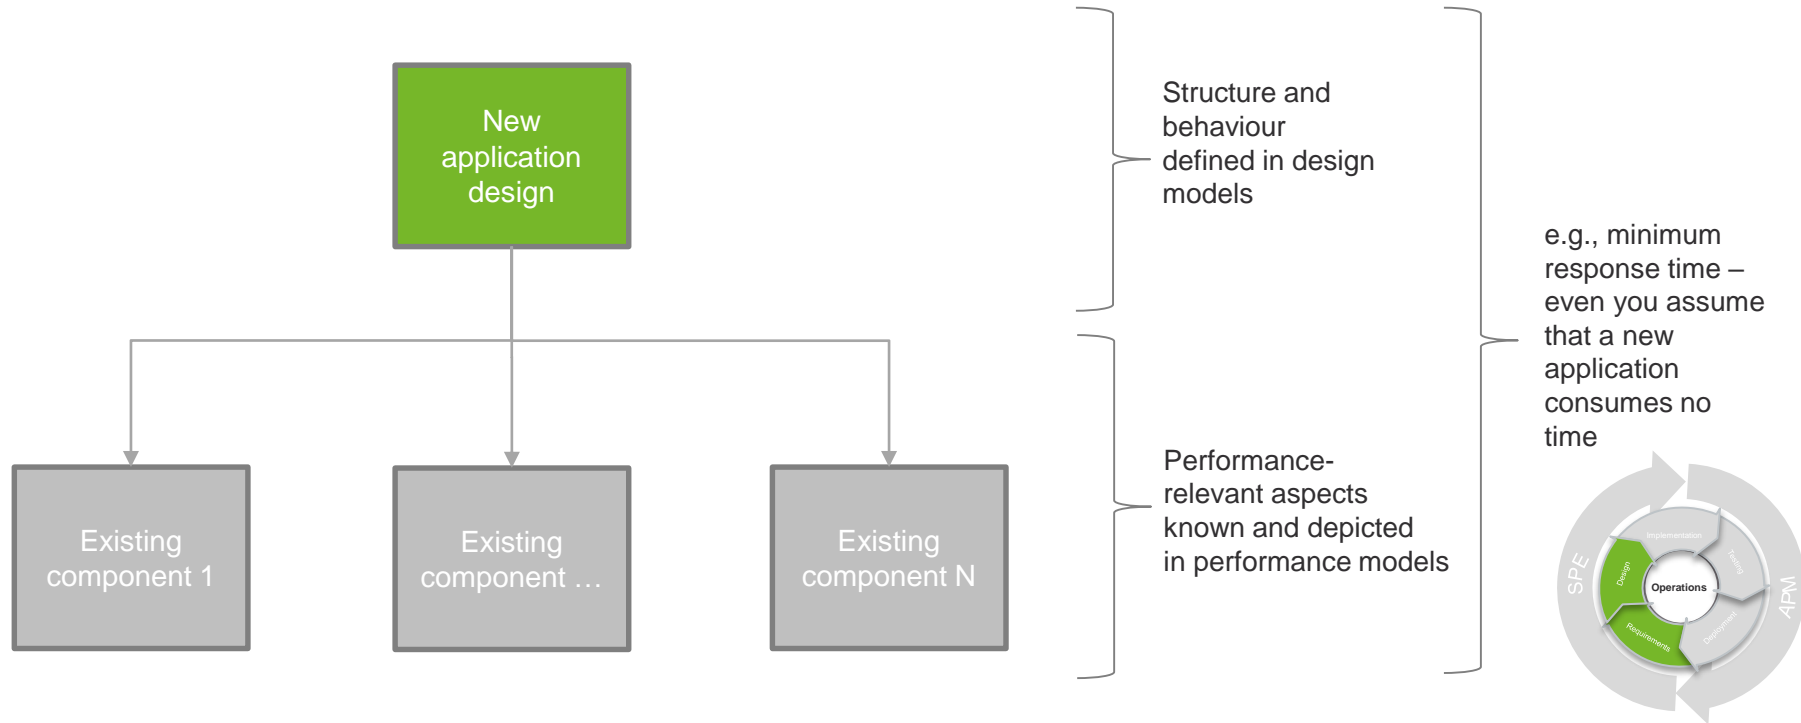 New
application
design
Structure and
behaviour
defined in design
models
e.g., minimum
response time –
even you assume
that a new
application
consumes no
time
Existing
component 1
Existing
component …
Existing
component N
Performance-
relevant aspects
known and depicted
in performance models
SPE
APM
Implementation
Testing
Design
Operations
Requirements
Deployment